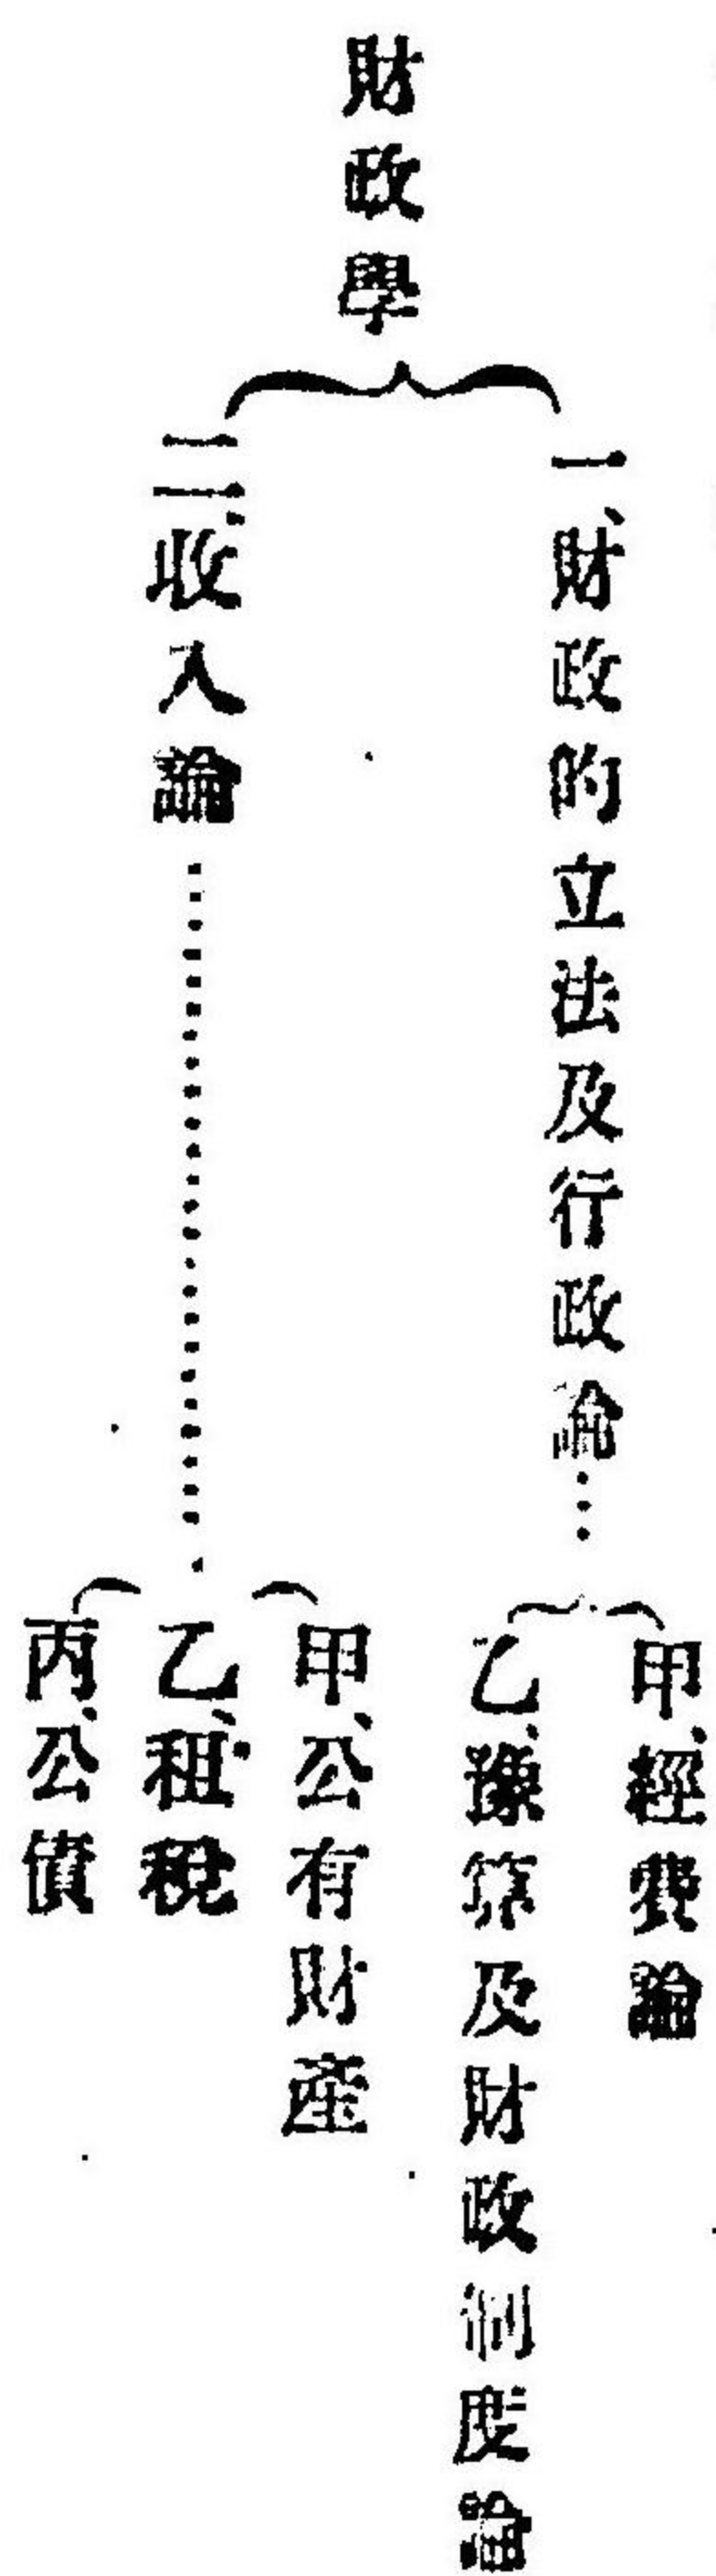 財政學
一、財政的立法及行政論…
甲、經費論
乙、豫算及財政制度論
二、收入論……………………
甲、公有財產
乙、租稅
丙、公債